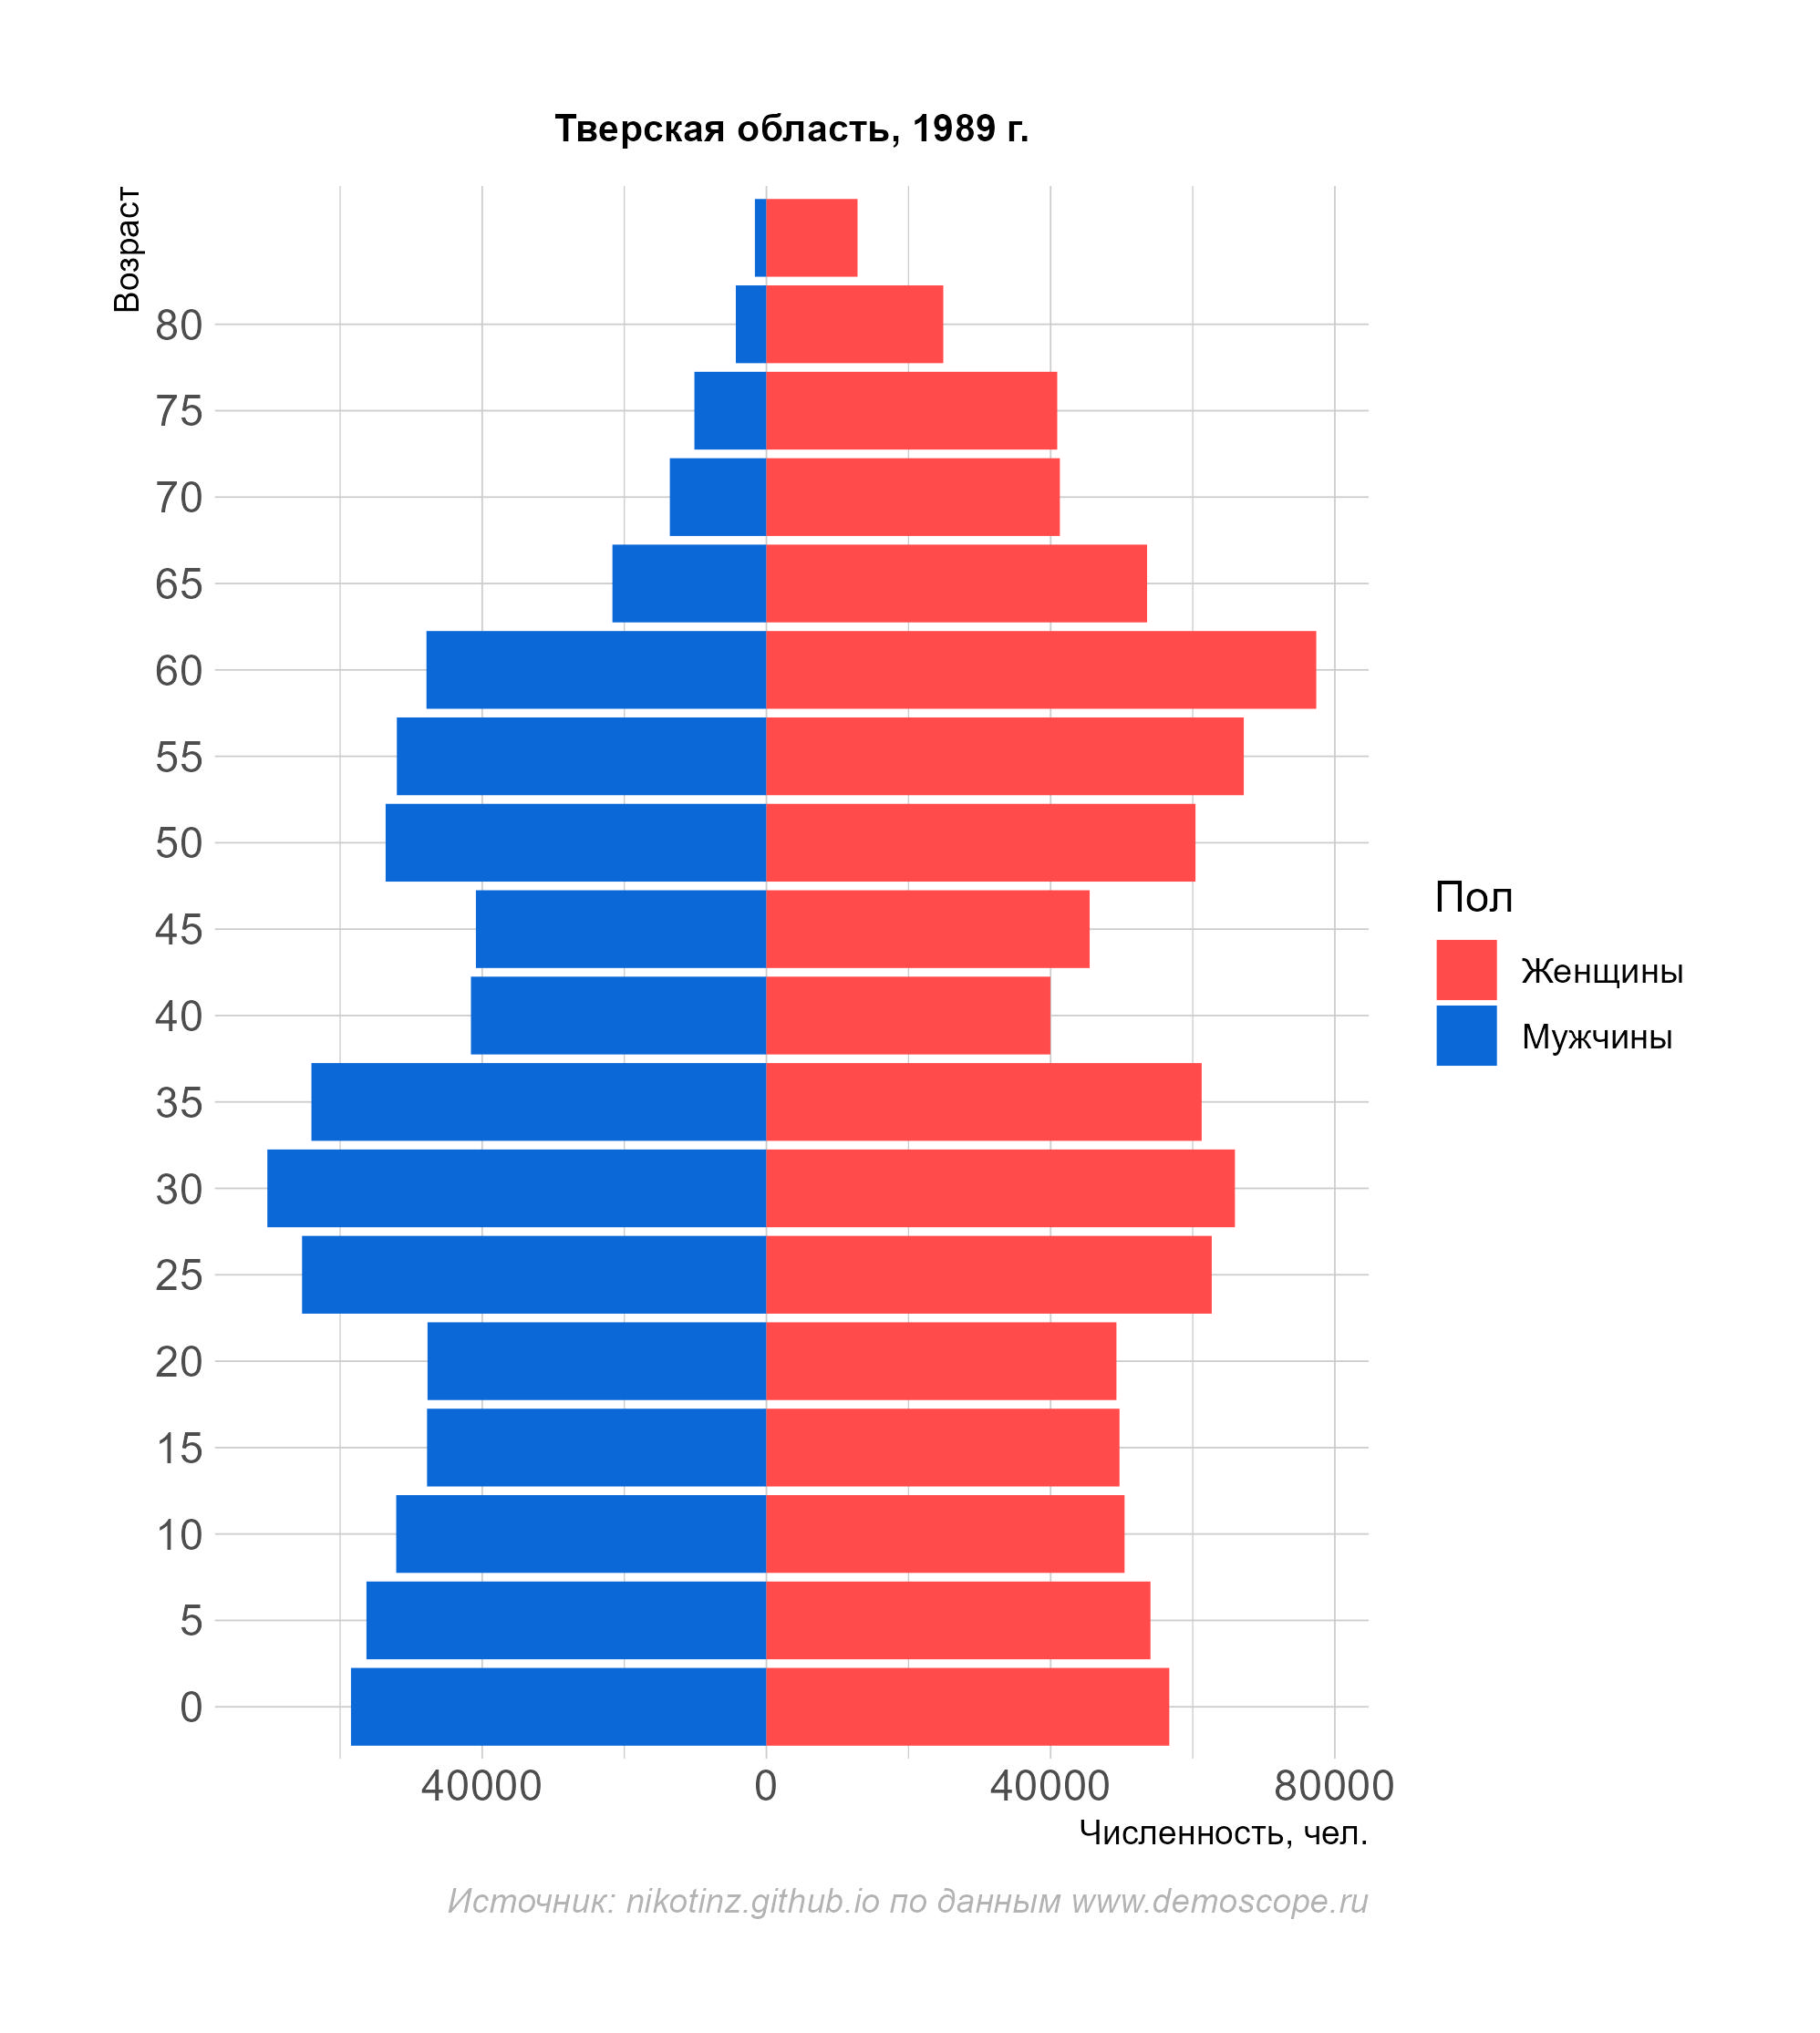 Тверская область, 1989 г.
Возраст
80
75
70
65
60
55
50
45
40
35
30
25
20
15
10
5
0
40000 0 40000 80000
Численность, чел.
Пол
Женщины
Мужчины
Источник: nikotinz.github.io по данным www.demoscope.ru